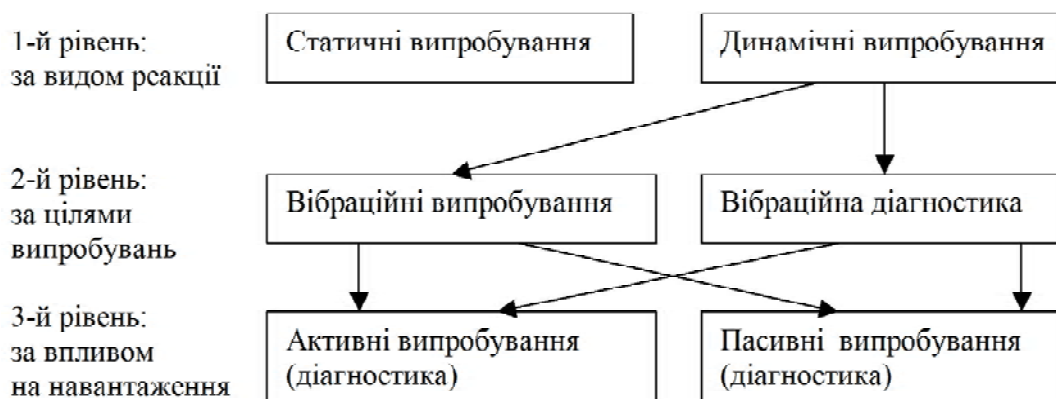 1-й рівень:
за видом реакції
Статичні випробування
Динамічні випробування
2-й рівень:
за цілями
випробувань
Вібраційні випробування
Вібраційна діагностика
3-й рівень:
за впливом
на навантаження
Активні випробування
(діагностика)
Пасивні випробування
(діагностика)